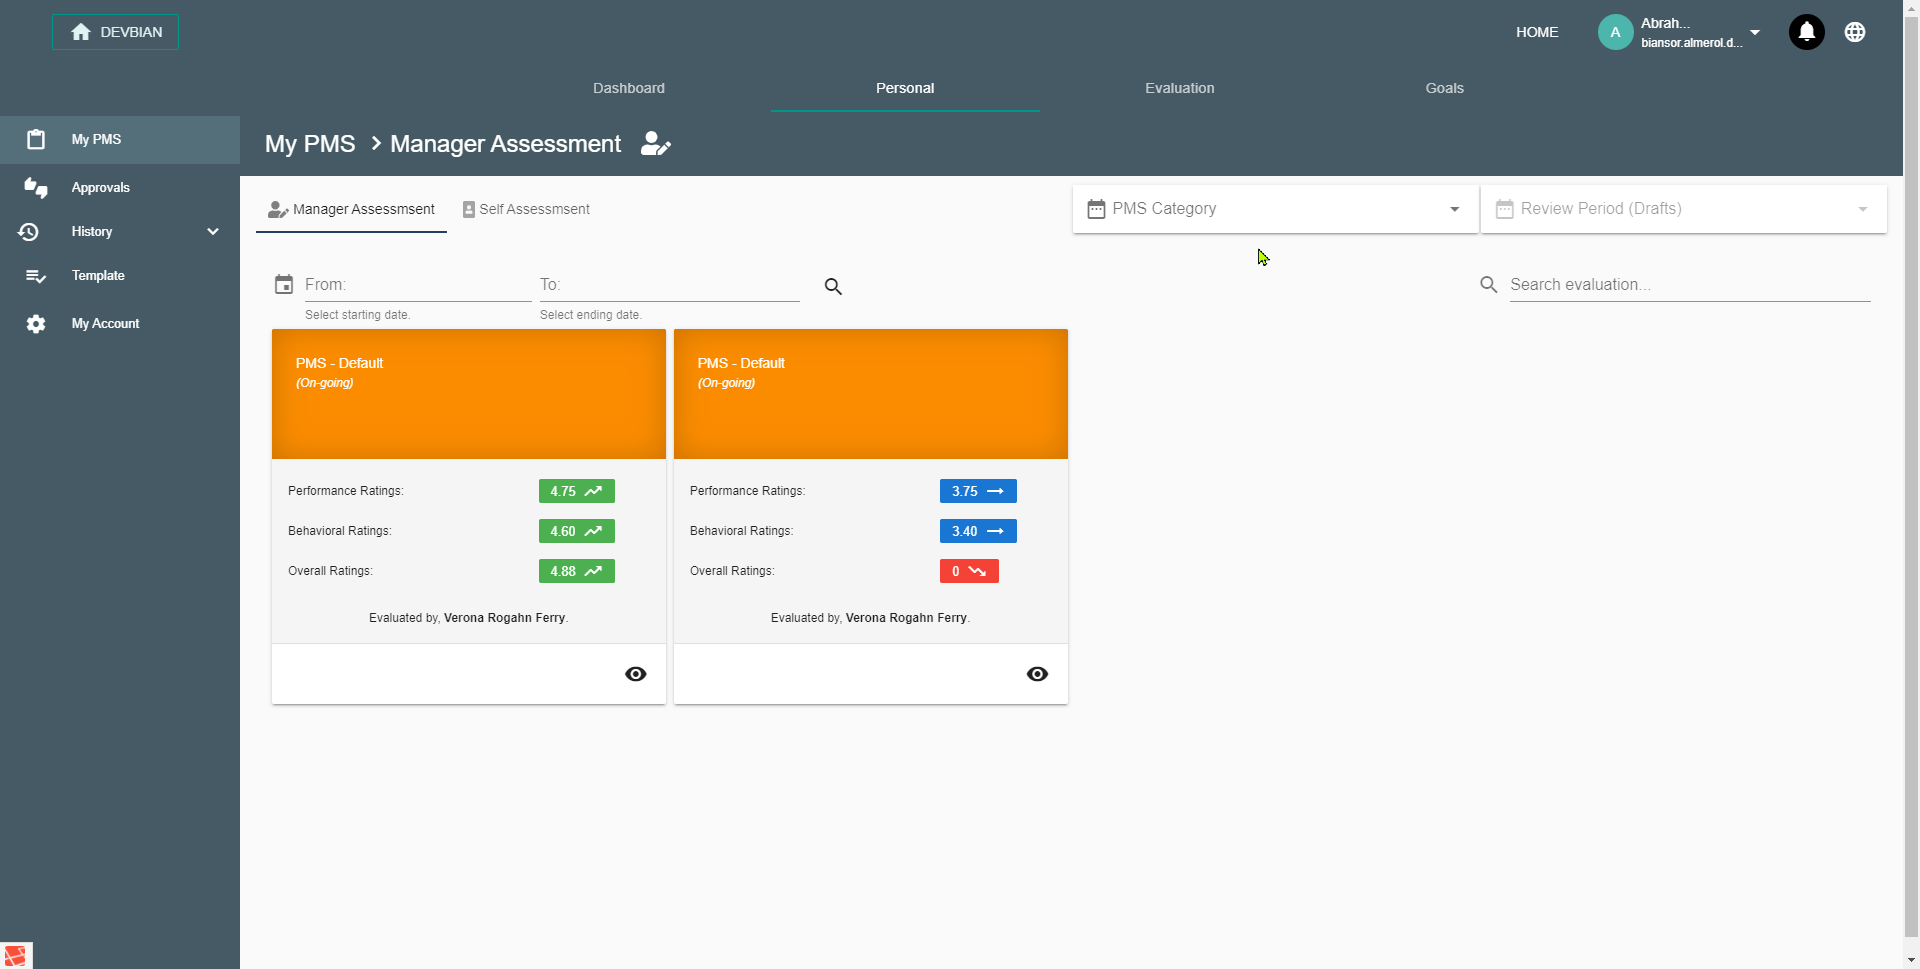 DEVBIAN
HOME
A
Abrah...
biansor.almerol.d...
Dashboard
Personal
Evaluation
Goals
My PMS
Approvals
History
Template
My Account
My PMS > Manager Assessment
Manager Assessmsent
Self Assessmsent
PMS Category
Review Period (Drafts)
From:
To:
Select starting date.
Select ending date.
Search evaluation...
PMS - Default
(On-going)
Performance Ratings: 4.75
Behavioral Ratings: 4.60
Overall Ratings: 4.88
Evaluated by, Verona Rogahn Ferry.
PMS - Default
(On-going)
Performance Ratings: 3.75
Behavioral Ratings: 3.40
Overall Ratings: 0
Evaluated by, Verona Rogahn Ferry.